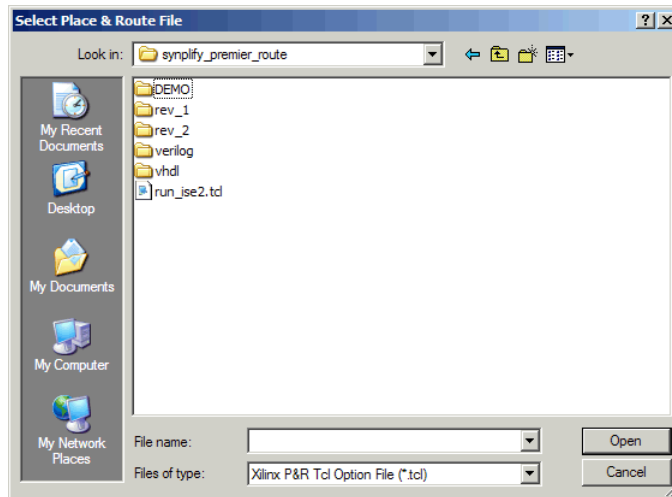 Select Place & Route File
Look in: synplify_premier_route
My Recent
Documents
Desktop
My Documents
My Computer
My Network
Places
DEMO
rev_1
rev_2
verilog
vhdl
run_ise2.tcl
File name: Open
Files of type: Xilinx P&R Tcl Option File (*.tcl) Cancel